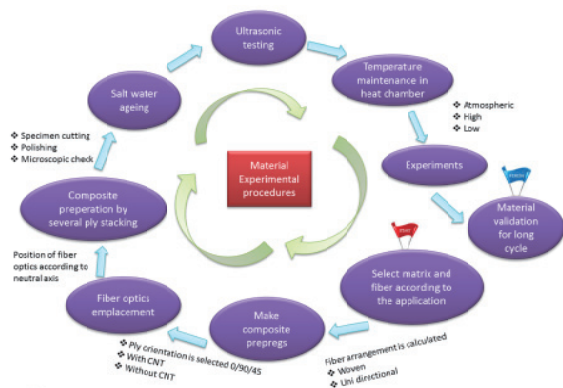 Ultrasonic
testing
Temperature
maintenance in
heat chamber
❖ Atmospheric
❖ High
❖ Low
Experiments
FINISH
Material
validation for
long cycle
START
Select matrix and
fiber according to
the application
Fiber arrangement is calculated
❖ Woven
❖ Uni directional
Make
composite
prepregs
❖ Ply orientation is selected 0/90/45
❖ With CNT
❖ Without CNT
Fiber optics
emplacement
Position of fiber
optics according to
neutral axis
Composite
preparation by
several ply stacking
❖ Specimen cutting
❖ Polishing
❖ Microscopic check
Salt water
ageing
Material
Experimental
procedures